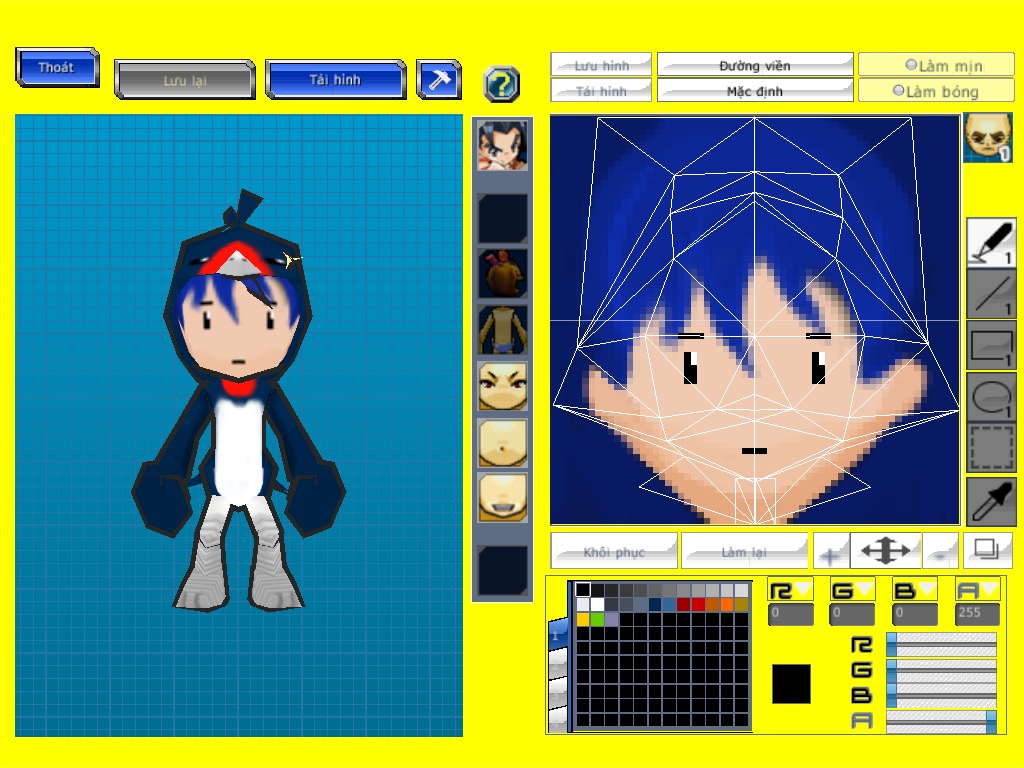 Thoát
Lưu lại
Tải hình
?
Lưu hình
Đường viền
Làm mịn
Tải hình
Mặc định
Làm bóng
1
1
1
1
1
Khôi phục
Làm lại
+
-
R G B A
0 0 0 255
1
R
G
B
A